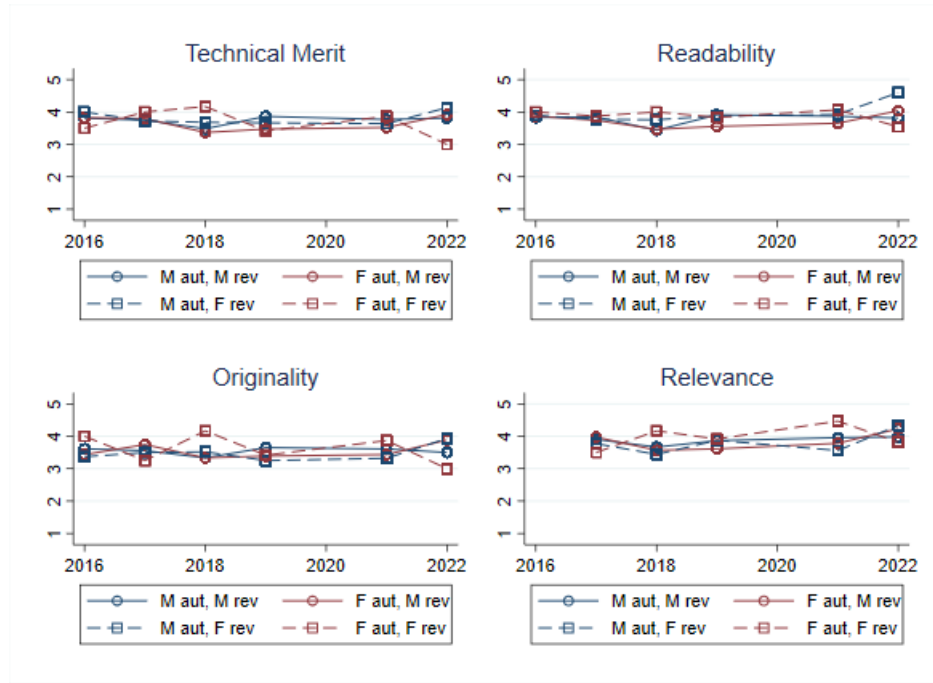 Technical Merit
5
4
3
2
1
2016 2018 2020 2022
M aut, M rev F aut, M rev
M aut, F rev F aut, F rev
Readability
5
4
3
2
1
2016 2018 2020 2022
M aut, M rev F aut, M rev
M aut, F rev F aut, F rev
Originality
5
4
3
2
1
2016 2018 2020 2022
M aut, M rev F aut, M rev
M aut, F rev F aut, F rev
Relevance
5
4
3
2
1
2016 2018 2020 2022
M aut, M rev F aut, M rev
M aut, F rev F aut, F rev